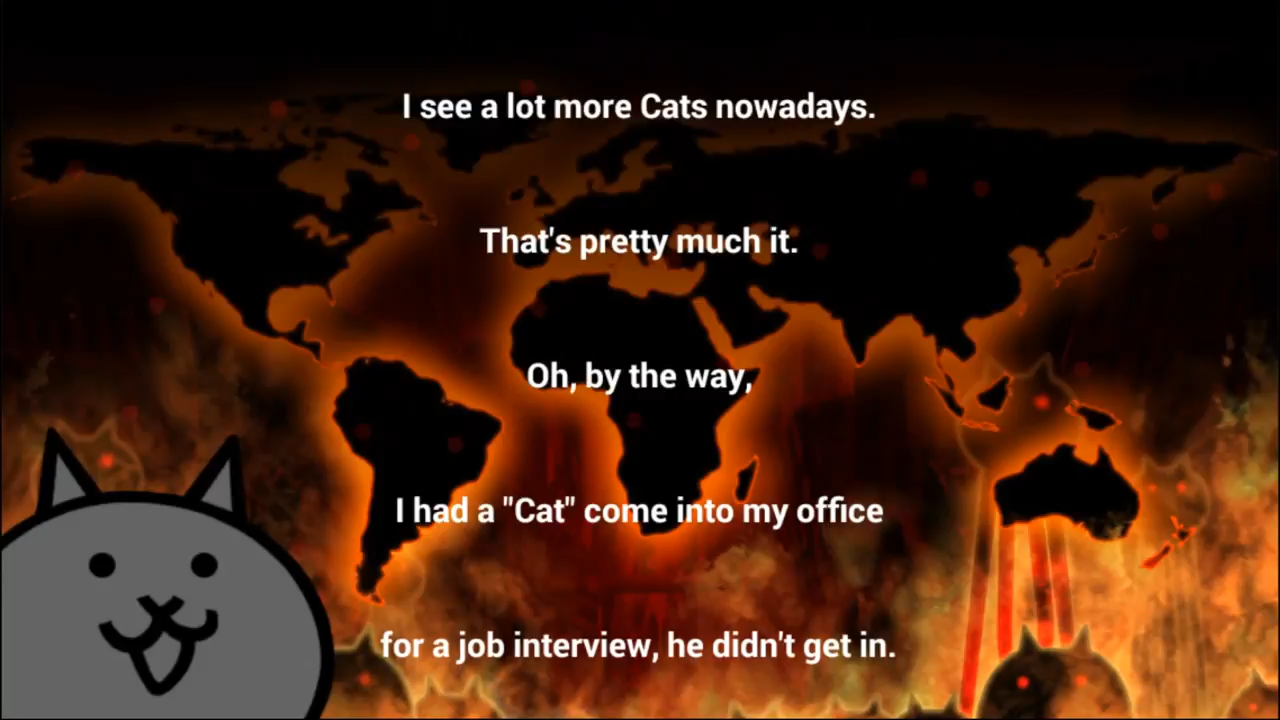 I see a lot more Cats nowadays.
That's pretty much it.
Oh, by the way,
I had a "Cat" come into my office
for a job interview, he didn't get in.